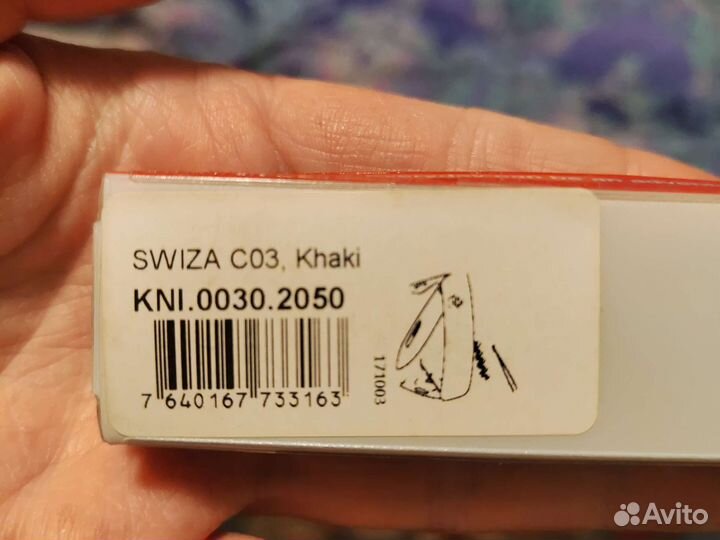 SWIZA C03, Khaki
KNI.0030.2050
7 640167 733163
171003
Avito